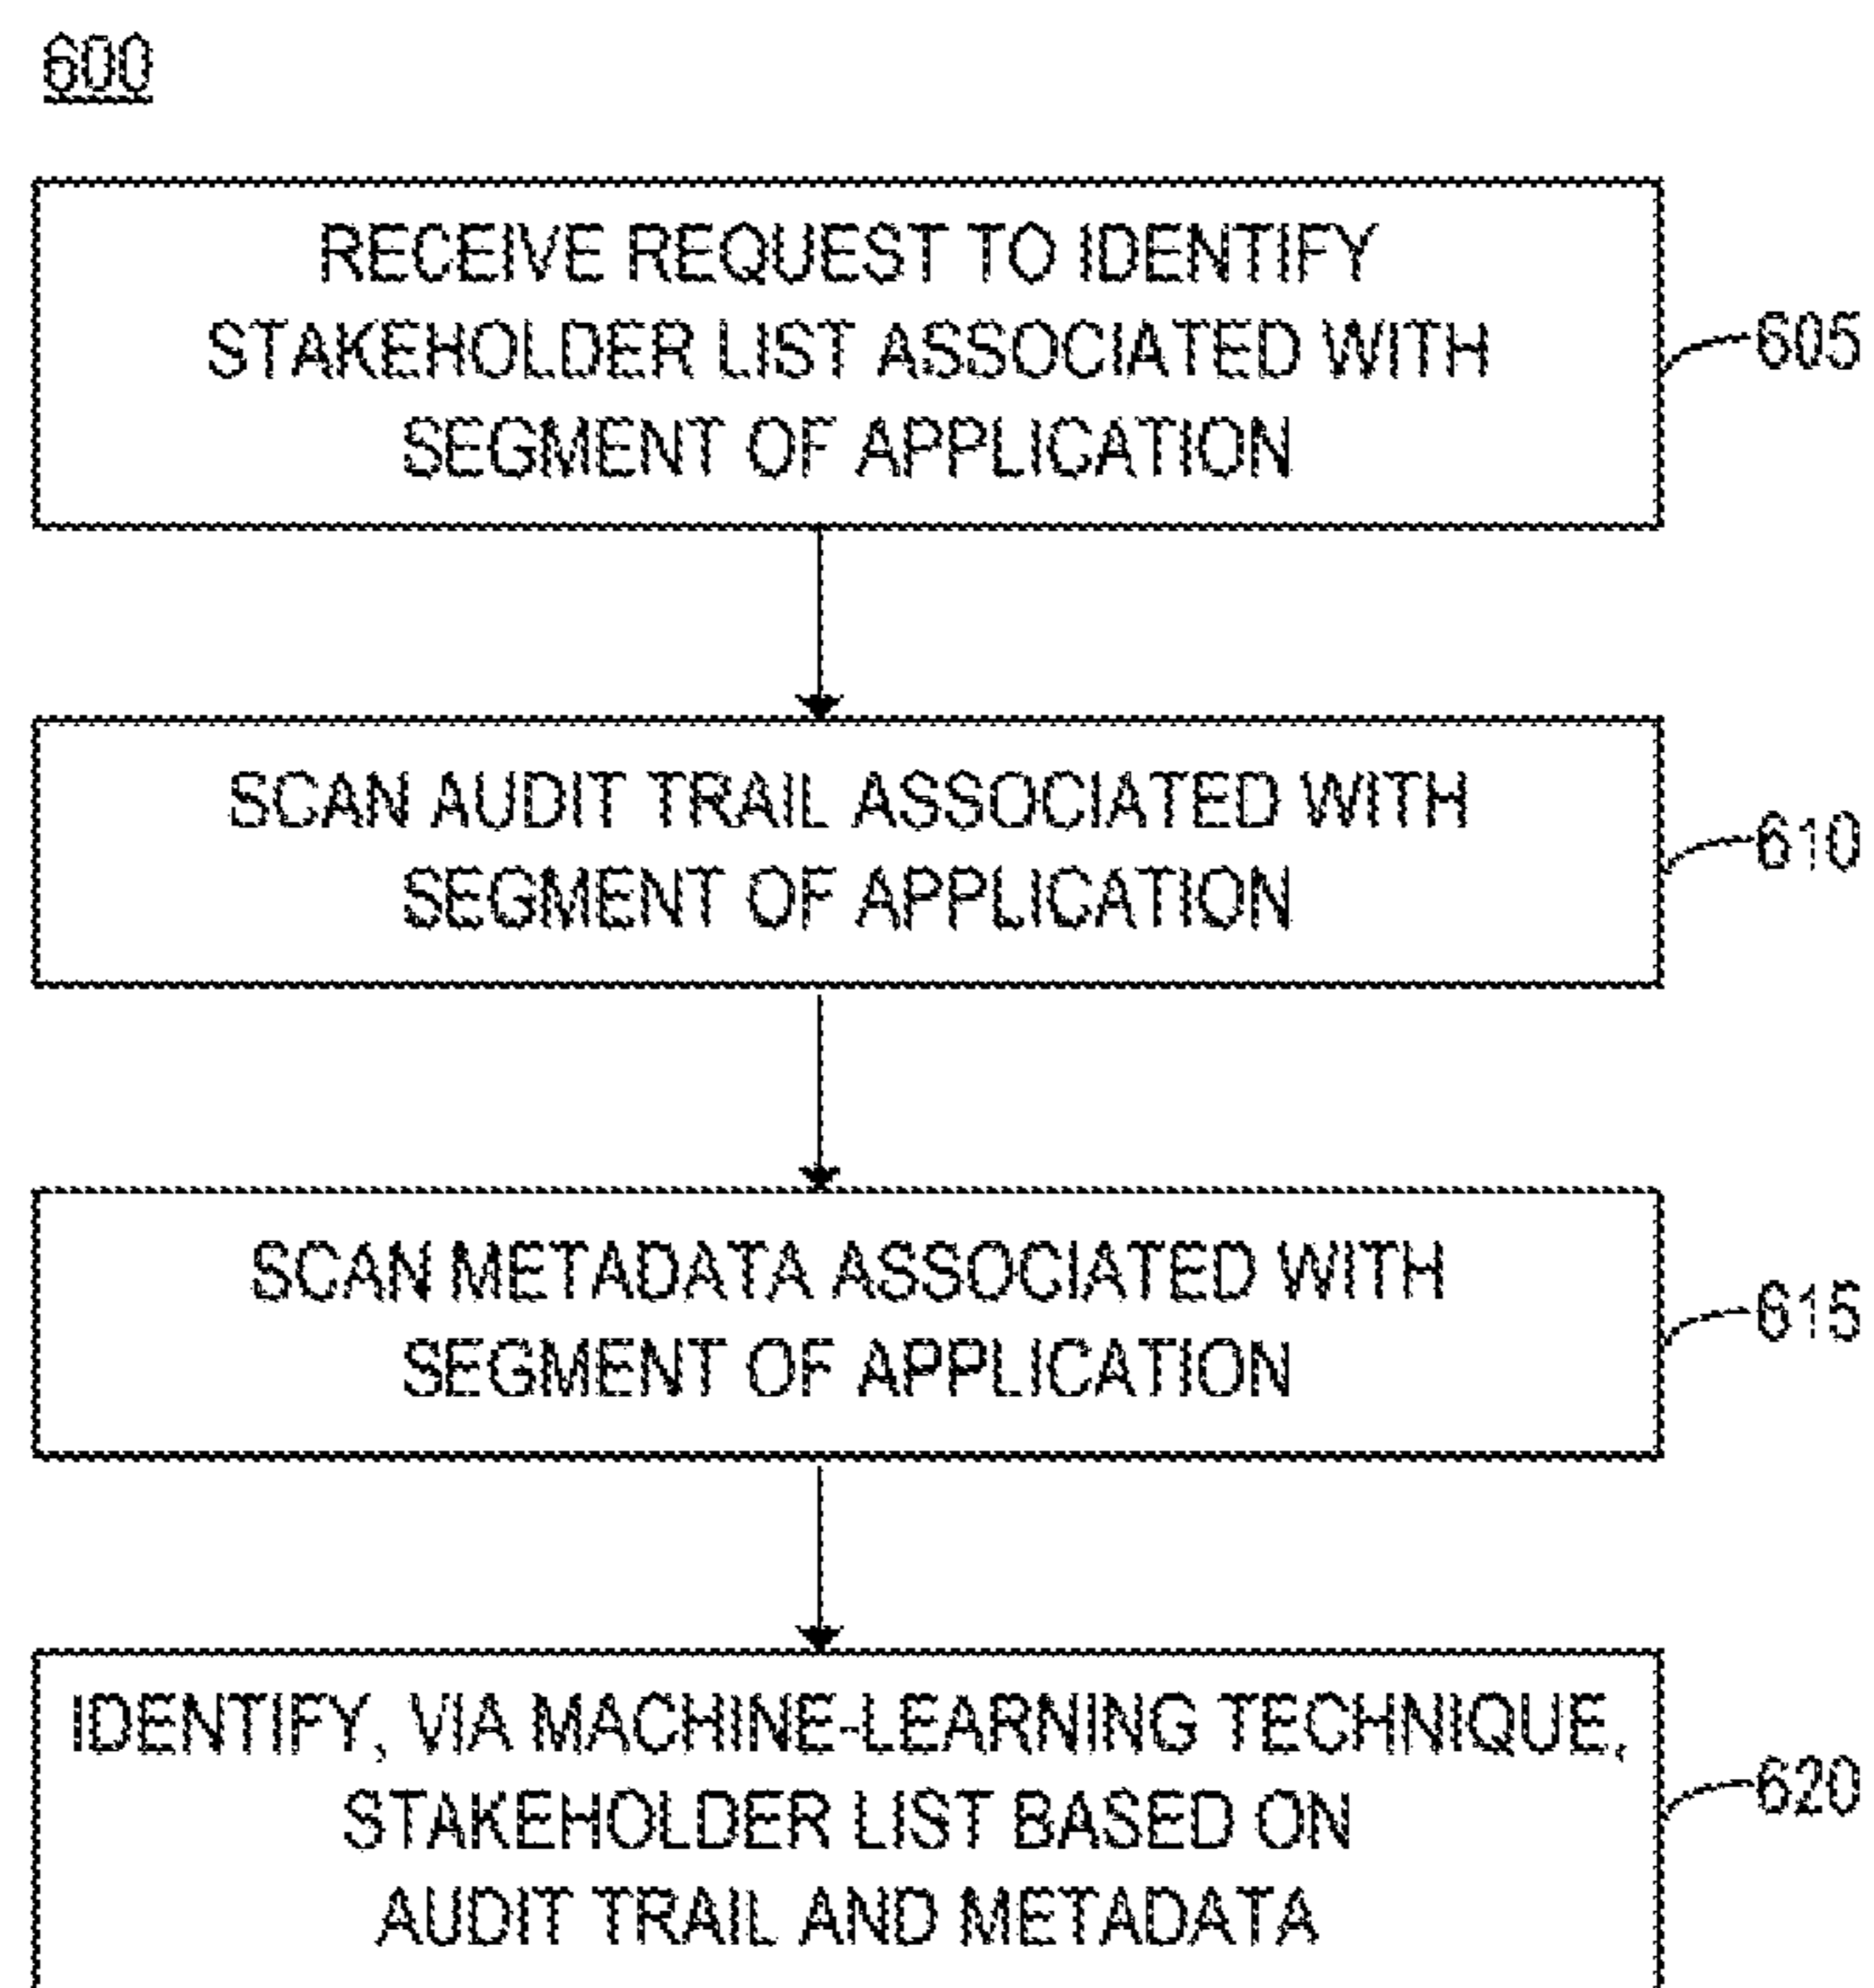 600
RECEIVE REQUEST TO IDENTIFY
STAKEHOLDER LIST ASSOCIATED WITH
SEGMENT OF APPLICATION
605
SCAN AUDIT TRAIL ASSOCIATED WITH
SEGMENT OF APPLICATION
610
SCAN METADATA ASSOCIATED WITH
SEGMENT OF APPLICATION
615
IDENTIFY, VIA MACHINE-LEARNING TECHNIQUE,
STAKEHOLDER LIST BASED ON
AUDIT TRAIL AND METADATA
620